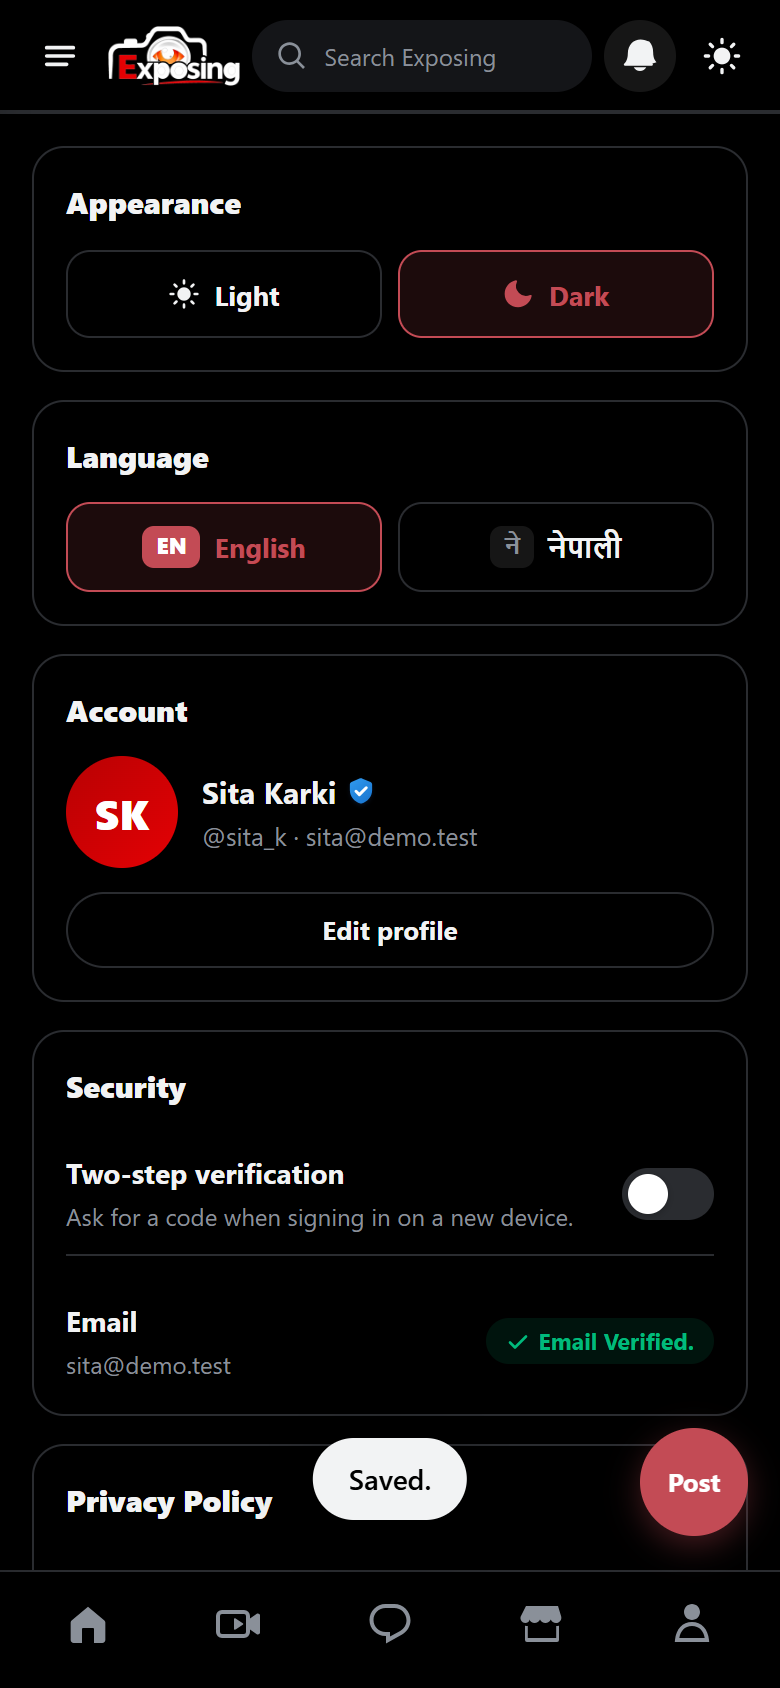 Exposing
Search Exposing
Appearance
Light
Dark
Language
EN English
ने नेपाली
Account
SK
Sita Karki
@sita_k · sita@demo.test
Edit profile
Security
Two-step verification
Ask for a code when signing in on a new device.
Email
sita@demo.test
Email Verified.
Privacy Policy
Saved.
Post